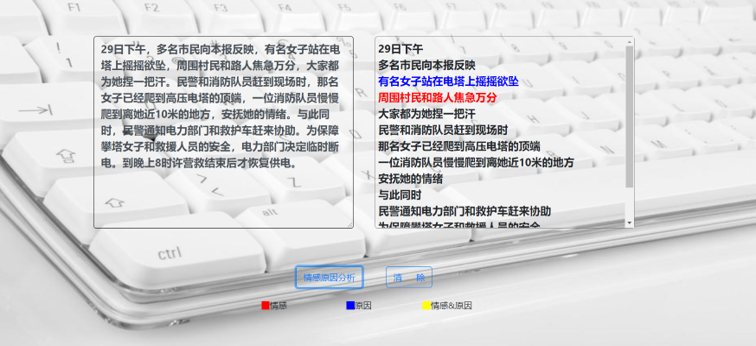 29日下午，多名市民向本报反映，有名女子站在电
塔上摇摇欲坠，周围村民和路人焦急万分，大家都
为她捏一把汗。民警和消防队员赶到现场时，那名
女子已经爬到高压电塔的顶端，一位消防队员慢慢
爬到离她近10米的地方，安抚她的情绪。与此同
时，民警通知电力部门和救护车赶来协助。为保障
攀塔女子和救援人员的安全，电力部门决定临时断
电。到晚上8时许营救结束后才恢复供电。
29日下午
多名市民向本报反映
有名女子站在电塔上摇摇欲坠
周围村民和路人焦急万分
大家都为她捏一把汗
民警和消防队员赶到现场时
那名女子已经爬到高压电塔的顶端
一位消防队员慢慢爬到离她近10米的地方
安抚她的情绪
与此同时
民警通知电力部门和救护车赶来协助
为保障攀塔女子和救援人员的安全
情感原因分析
清 除
情感
原因
情感&原因
F1
F2
F3
F4
alt
ctrl